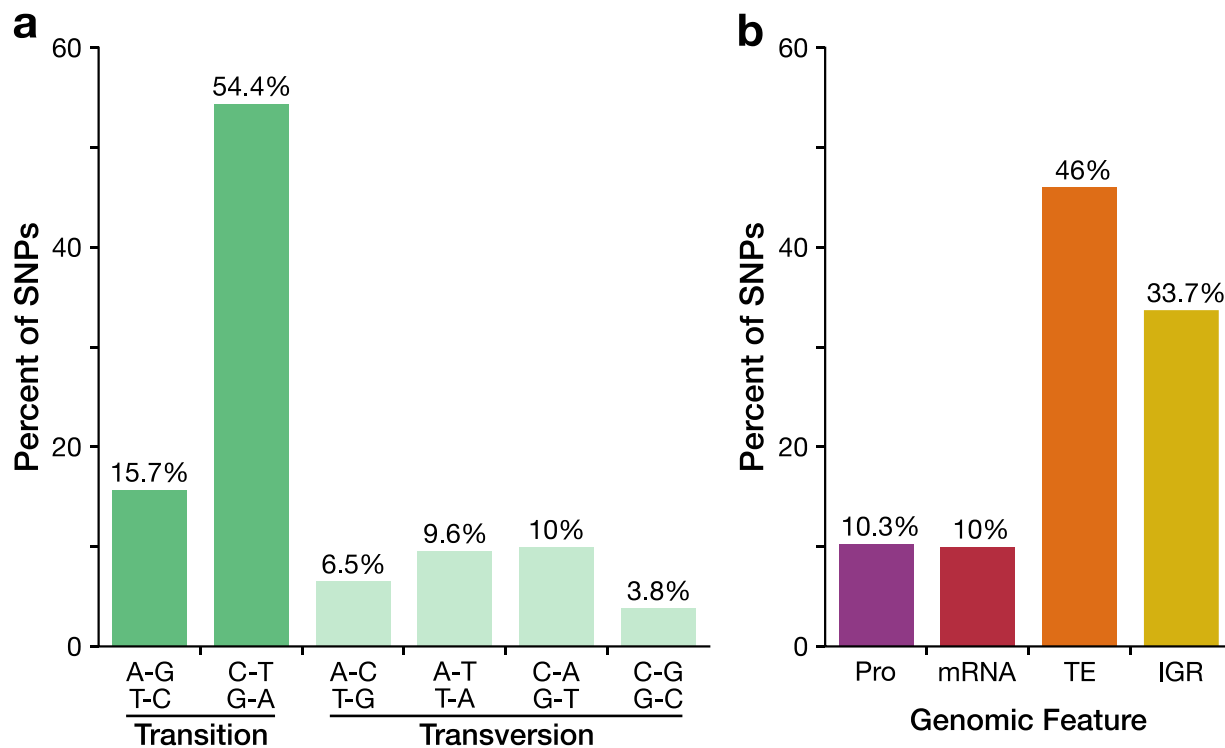 a
Percent of SNPs
60
40
20
0
54.4%
15.7%
6.5%
9.6%
10%
3.8%
A-G C-T A-C A-T C-A C-G
T-C G-A T-G T-A G-T G-C
Transition Transversion
b
Percent of SNPs
60
40
20
0
10.3%
10%
46%
33.7%
Pro mRNA TE IGR
Genomic Feature